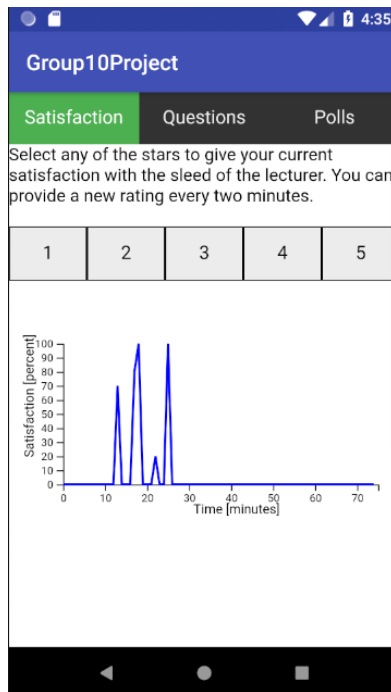 4:35
Group10Project
Satisfaction Questions Polls
Select any of the stars to give your current
satisfaction with the sleed of the lecturer. You can
provide a new rating every two minutes.
1 2 3 4 5
Satisfaction [percent]
100
90
80
70
60
50
40
30
20
10
0
0 10 20 30 40 50 60 70
Time [minutes]